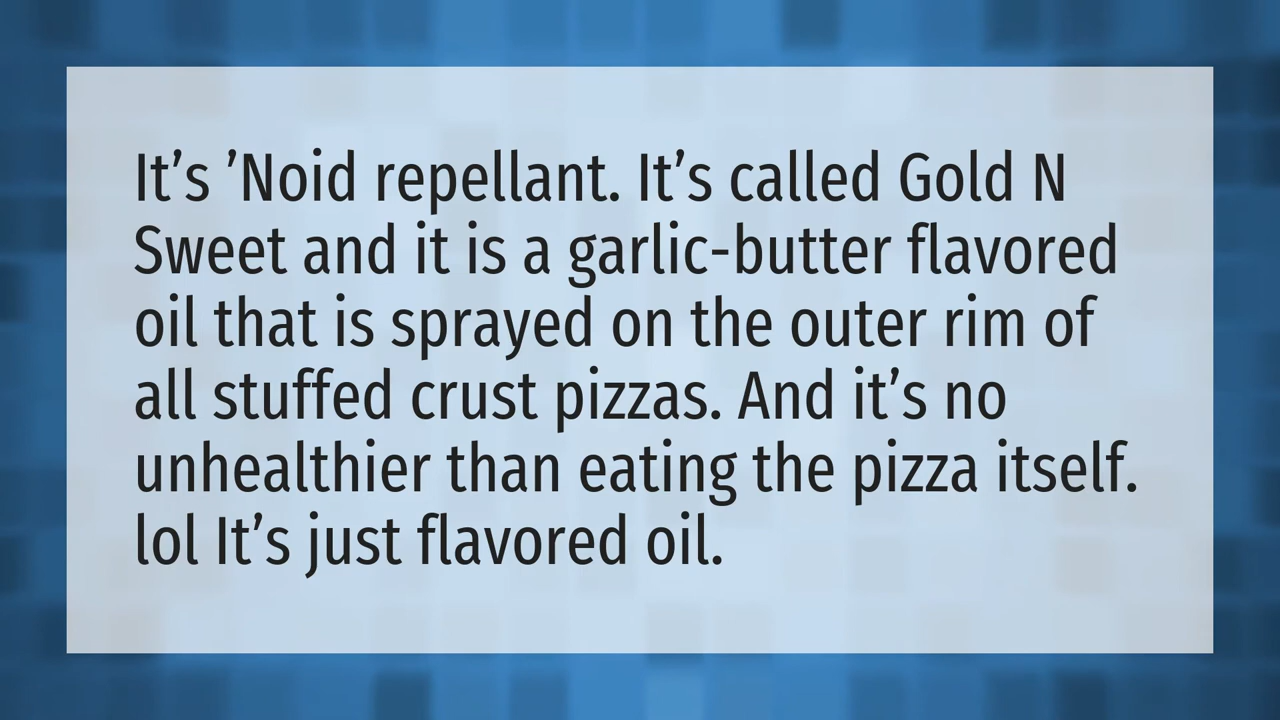 It’s ’Noid repellant. It’s called Gold N
Sweet and it is a garlic-butter flavored
oil that is sprayed on the outer rim of
all stuffed crust pizzas. And it’s no
unhealthier than eating the pizza itself.
lol It’s just flavored oil.